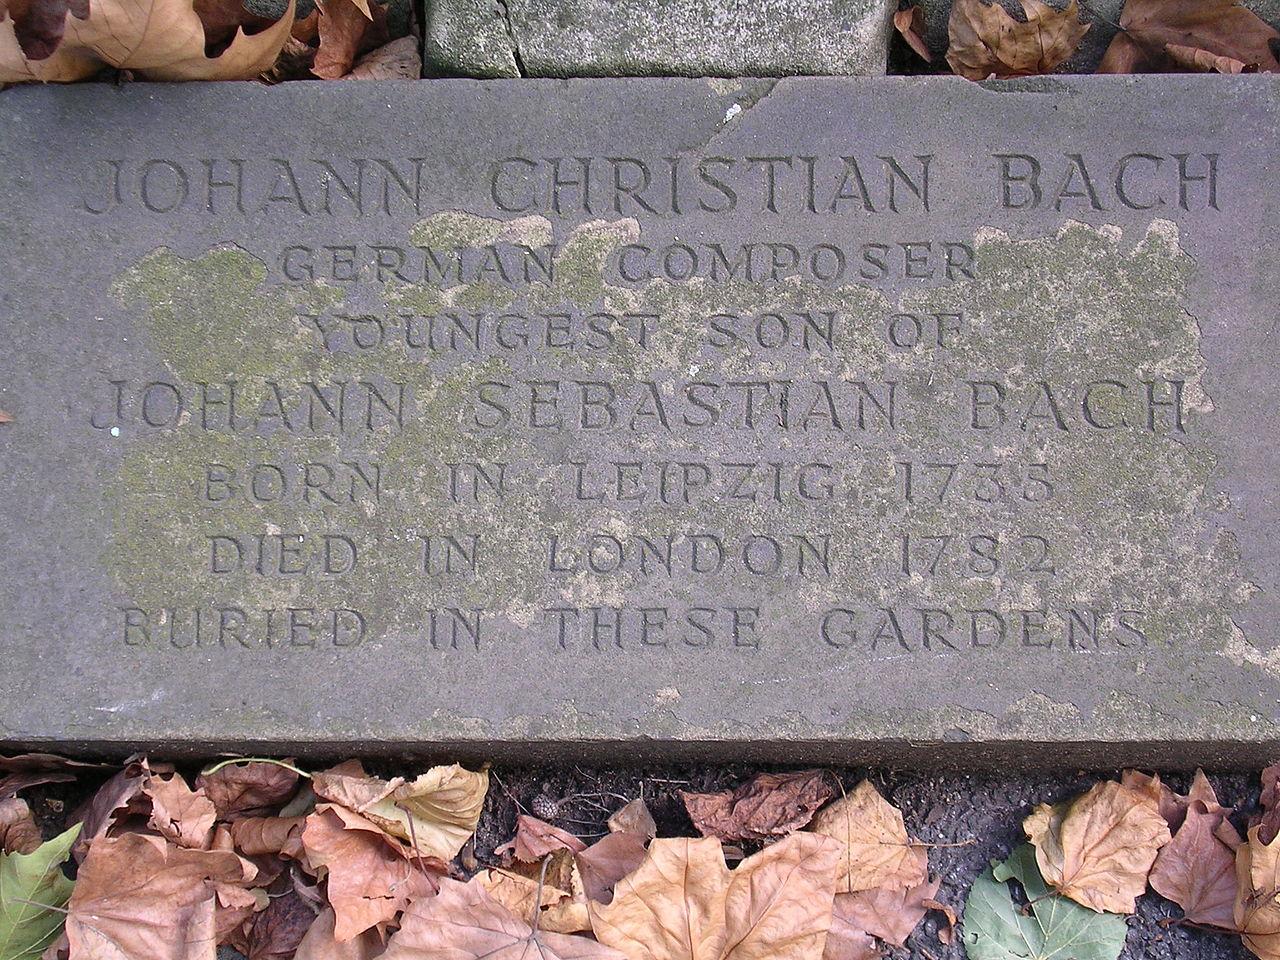 JOHANN CHRISTIAN BACH
GERMAN COMPOSER
YOUNGEST SON OF
JOHANN SEBASTIAN BACH
BORN IN LEIPZIG 1735
DIED IN LONDON 1782
BURIED IN THESE GARDENS